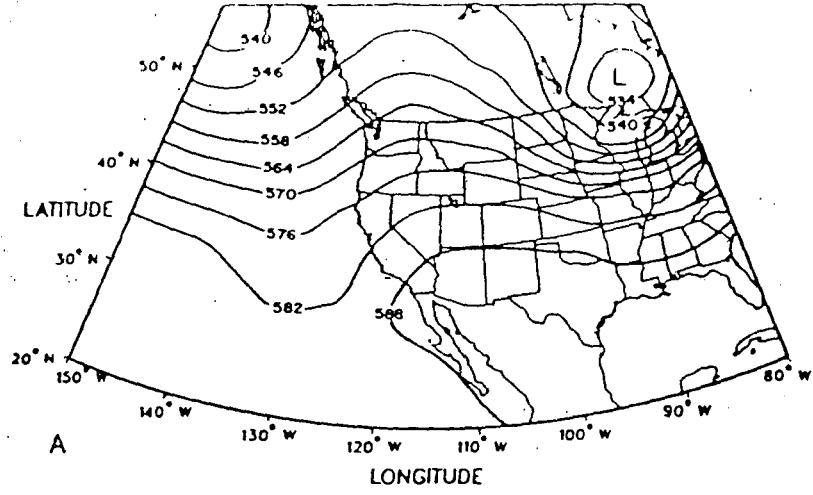 540
50° N
546
L
534
552
540
558
40° N
564
570
LATITUDE
576
30° N
582
588
20° N
150° W
80° W
140° W
90° W
130° W
120° W
110° W
100° W
A
LONGITUDE